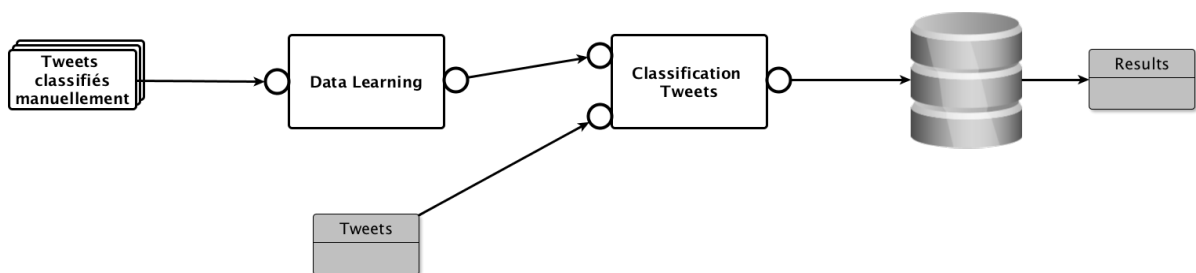 Tweets
classifiés
manuellement
Data Learning
Classification
Tweets
Results
Tweets